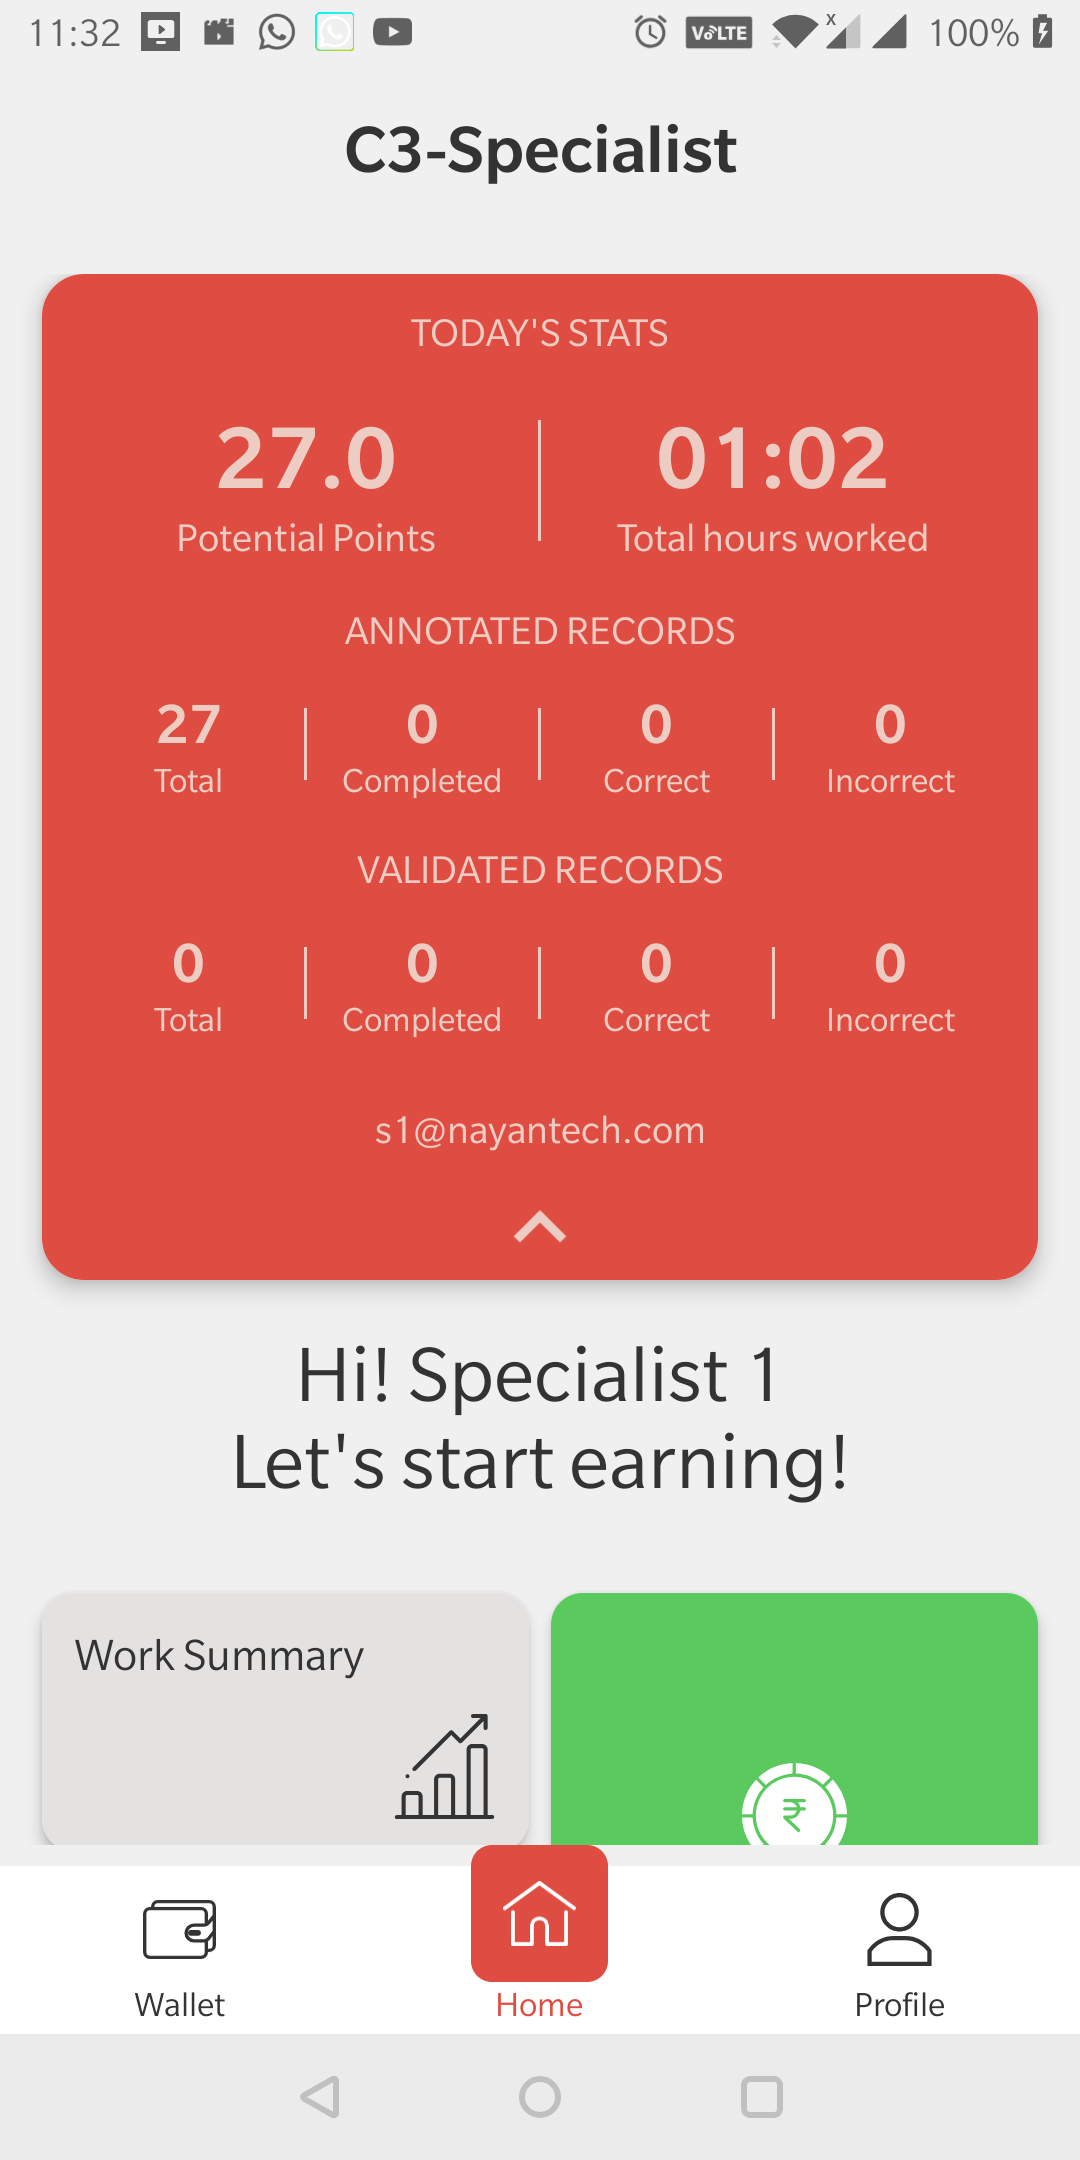 11:32 VoLTE x 100%
C3-Specialist
TODAY'S STATS
27.0 01:02
Potential Points Total hours worked
ANNOTATED RECORDS
27 0 0 0
Total Completed Correct Incorrect
VALIDATED RECORDS
0 0 0 0
Total Completed Correct Incorrect
s1@nayantech.com
Hi! Specialist 1
Let's start earning!
Work Summary
₹
Wallet Home Profile